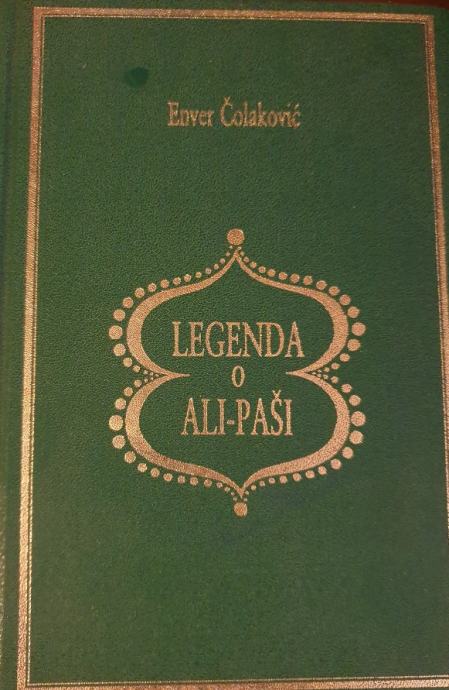 Enver Čolaković
LEGENDA
O
ALI-PAŠI